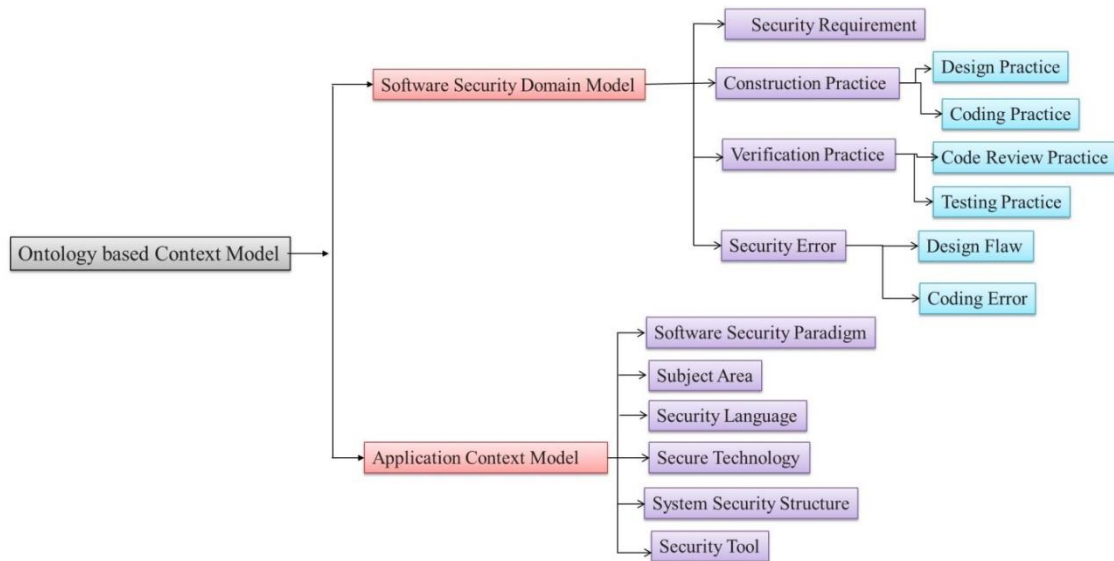 Security Requirement
Design Practice
Software Security Domain Model
Construction Practice
Coding Practice
Verification Practice
Code Review Practice
Testing Practice
Ontology based Context Model
Security Error
Design Flaw
Coding Error
Software Security Paradigm
Subject Area
Security Language
Application Context Model
Secure Technology
System Security Structure
Security Tool